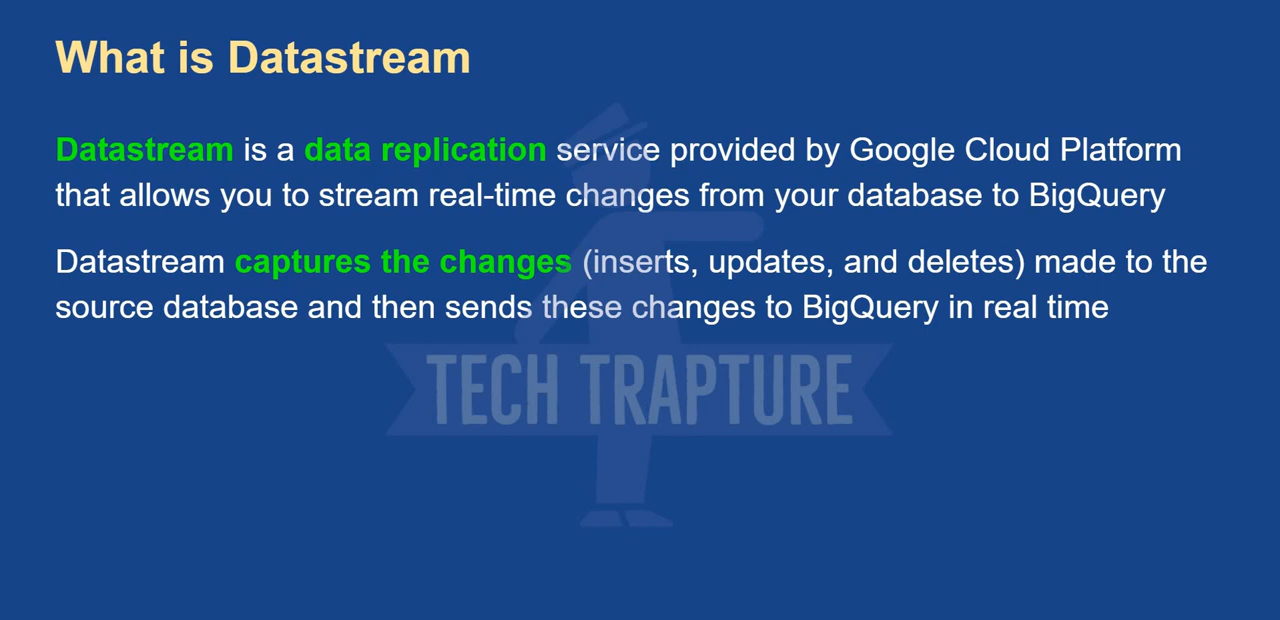 What is Datastream
Datastream is a data replication service provided by Google Cloud Platform
that allows you to stream real-time changes from your database to BigQuery
Datastream captures the changes (inserts, updates, and deletes) made to the
source database and then sends these changes to BigQuery in real time
TECH TRAPTURE